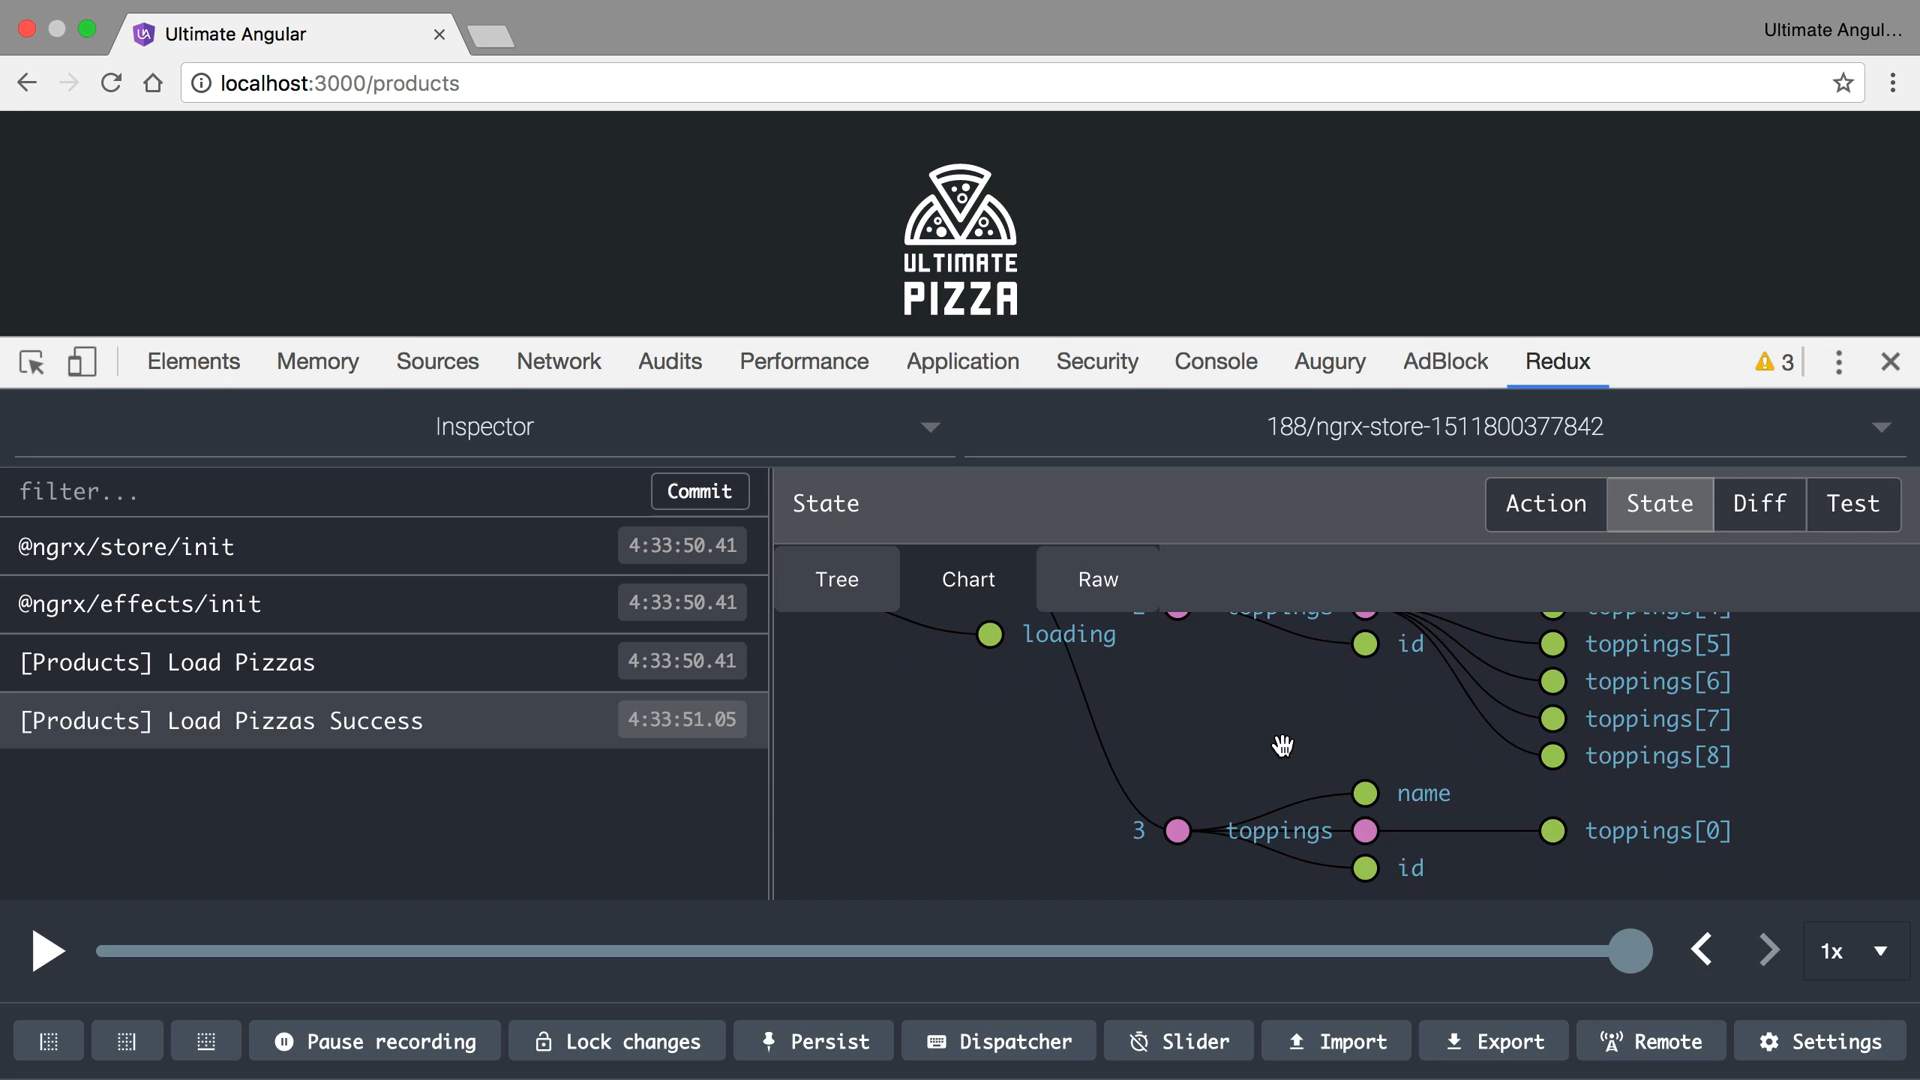 Ultimate Angular
Ultimate Angul...
localhost:3000/products
ULTIMATE
PIZZA
Elements Memory Sources Network Audits Performance Application Security Console Augury AdBlock Redux 3
Inspector 188/ngrx-store-1511800377842
filter... Commit State Action State Diff Test
@ngrx/store/init 4:33:50.41
Tree Chart Raw
@ngrx/effects/init 4:33:50.41
loading id toppings[5]
[Products] Load Pizzas 4:33:50.41
toppings[6]
[Products] Load Pizzas Success 4:33:51.05
toppings[7]
toppings[8]
name
3 toppings toppings[0]
id
1x
Pause recording Lock changes Persist Dispatcher Slider Import Export Remote Settings